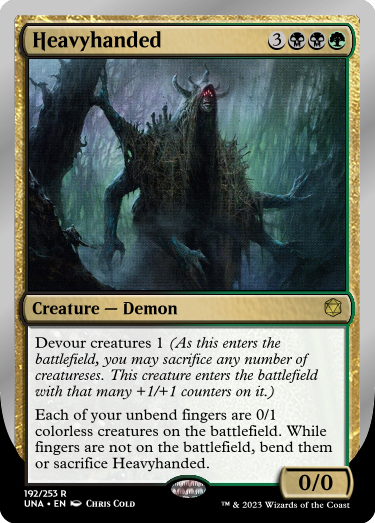 Heavyhanded 3
Creature — Demon
Devour creatures 1 (As this enters the
battlefield, you may sacrifice any number of
creatureses. This creature enters the battlefield
with that many +1/+1 counters on it.)
Each of your unbend fingers are 0/1
colorless creatures on the battlefield. While
fingers are not on the battlefield, bend them
or sacrifice Heavyhanded.
0/0
192/253 R
UNA • EN CHRIS COLD
™ & 2023 Wizards of the Coast